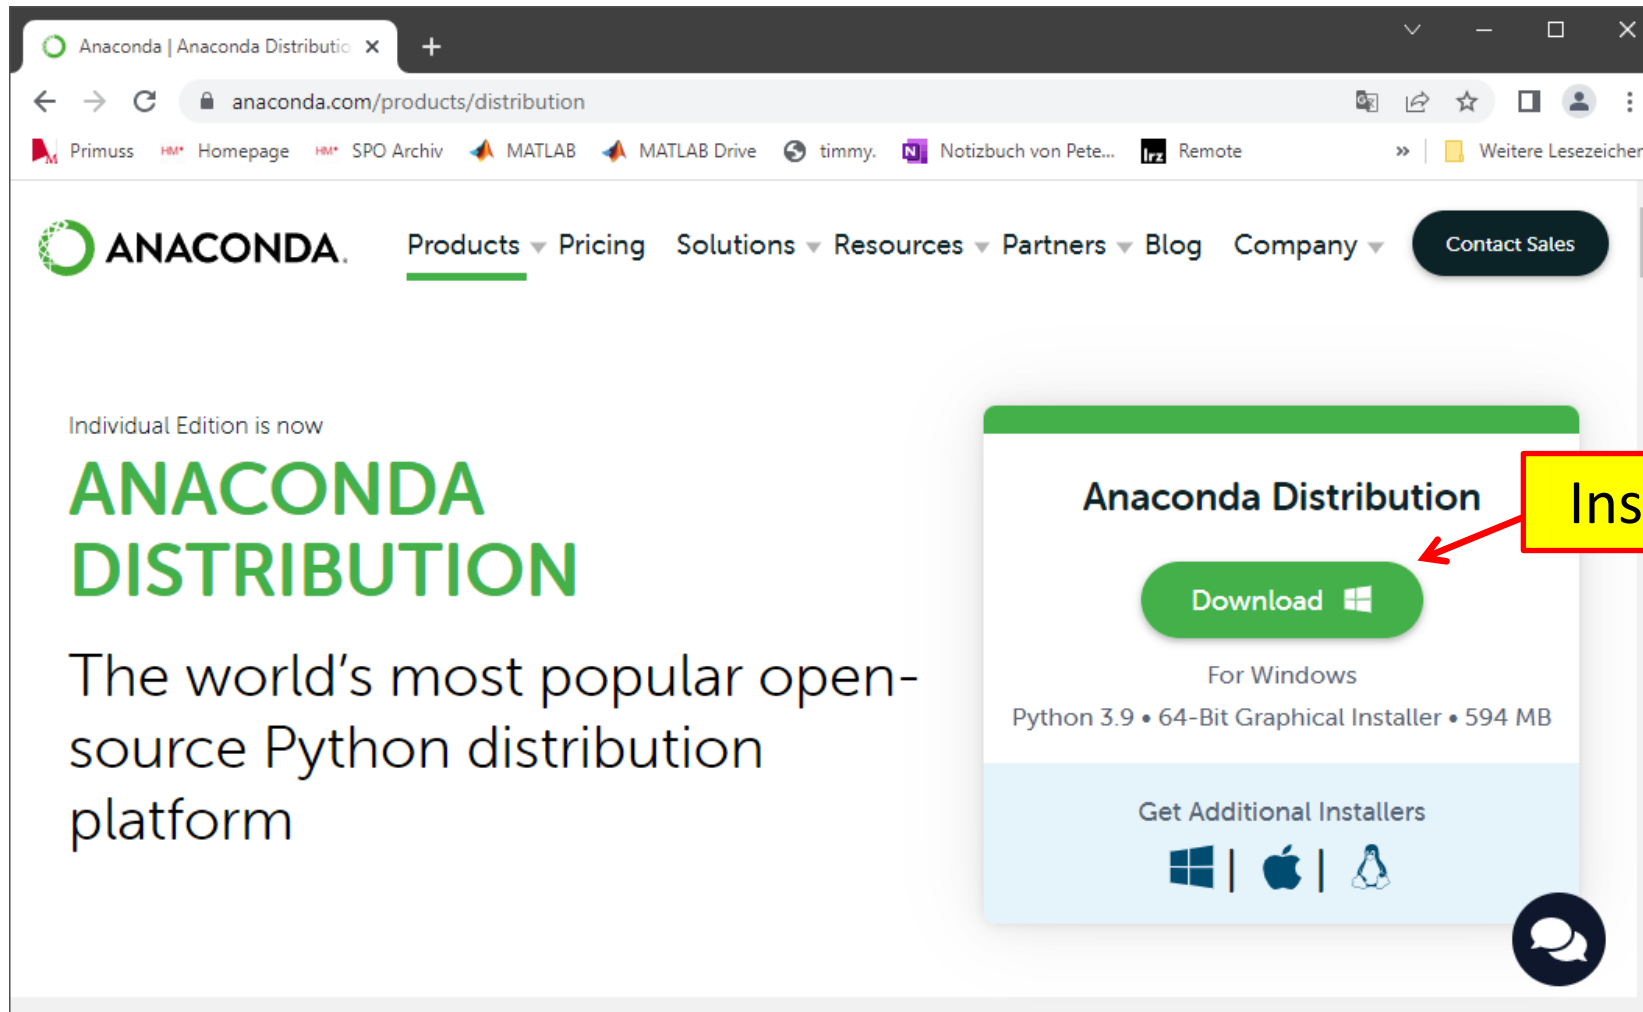 Anaconda | Anaconda Distributio
anaconda.com/products/distribution
Primuss HM* Homepage HM* SPO Archiv MATLAB MATLAB Drive timmy. Notizbuch von Pete... lrz Remote » Weitere Lesezeichen
ANACONDA. Products Pricing Solutions Resources Partners Blog Company Contact Sales
Individual Edition is now
ANACONDA
DISTRIBUTION
The world's most popular open-
source Python distribution
platform
Anaconda Distribution
Ins
Download
For Windows
Python 3.9 • 64-Bit Graphical Installer • 594 MB
Get Additional Installers